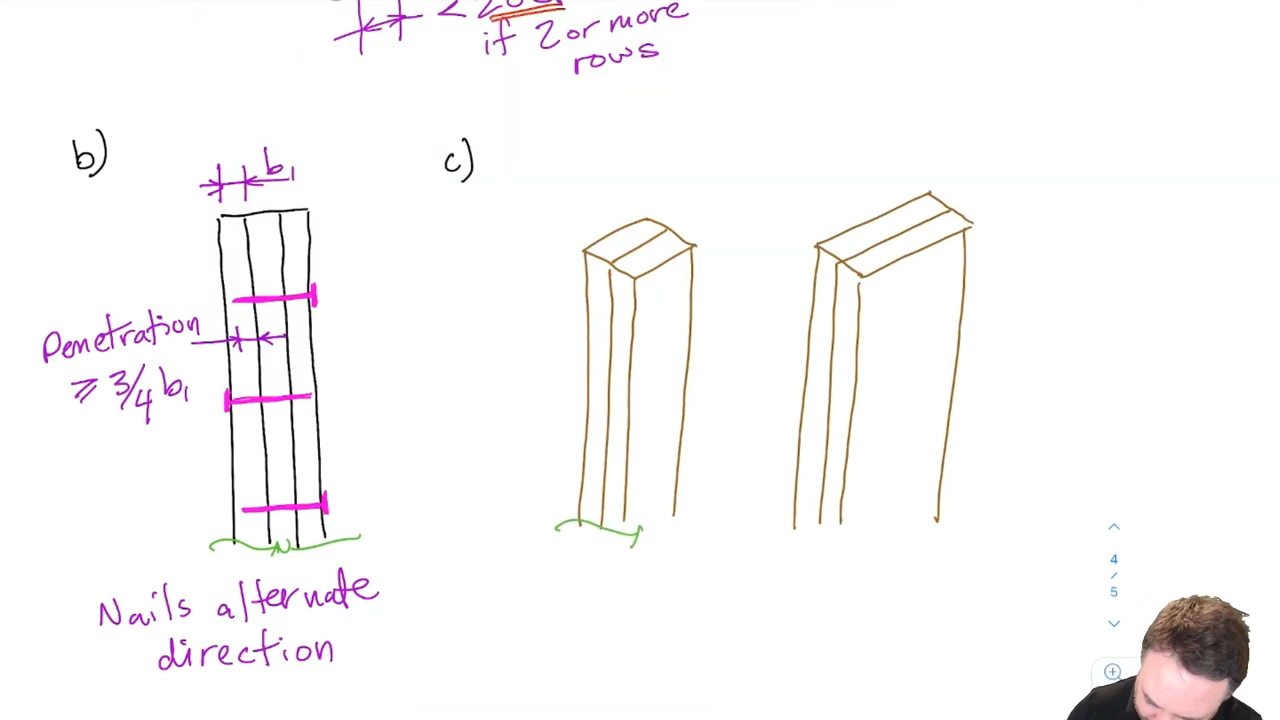 if 2 or more
rows
b)
b₁
c)
Penetration
≥ 3/4 b₁
Nails alternate
direction
4
/
5